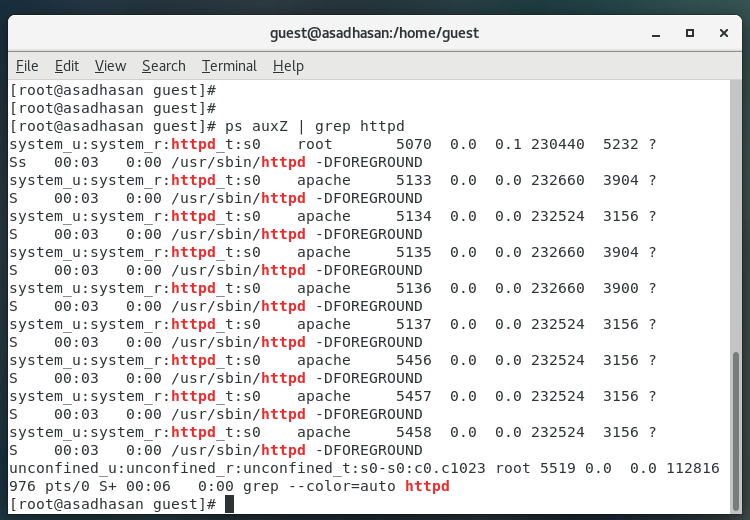 guest@asadhasan:/home/guest
File Edit View Search Terminal Help
[root@asadhasan guest]#
[root@asadhasan guest]#
[root@asadhasan guest]# ps auxZ | grep httpd
system_u:system_r:httpd_t:s0    root       5070  0.0  0.1 230440  5232 ?
Ss   00:03   0:00 /usr/sbin/httpd -DFOREGROUND
system_u:system_r:httpd_t:s0    apache     5133  0.0  0.0 232660  3904 ?
S    00:03   0:00 /usr/sbin/httpd -DFOREGROUND
system_u:system_r:httpd_t:s0    apache     5134  0.0  0.0 232524  3156 ?
S    00:03   0:00 /usr/sbin/httpd -DFOREGROUND
system_u:system_r:httpd_t:s0    apache     5135  0.0  0.0 232660  3904 ?
S    00:03   0:00 /usr/sbin/httpd -DFOREGROUND
system_u:system_r:httpd_t:s0    apache     5136  0.0  0.0 232660  3900 ?
S    00:03   0:00 /usr/sbin/httpd -DFOREGROUND
system_u:system_r:httpd_t:s0    apache     5137  0.0  0.0 232524  3156 ?
S    00:03   0:00 /usr/sbin/httpd -DFOREGROUND
system_u:system_r:httpd_t:s0    apache     5456  0.0  0.0 232524  3156 ?
S    00:03   0:00 /usr/sbin/httpd -DFOREGROUND
system_u:system_r:httpd_t:s0    apache     5457  0.0  0.0 232524  3156 ?
S    00:03   0:00 /usr/sbin/httpd -DFOREGROUND
system_u:system_r:httpd_t:s0    apache     5458  0.0  0.0 232524  3156 ?
S    00:03   0:00 /usr/sbin/httpd -DFOREGROUND
unconfined_u:unconfined_r:unconfined_t:s0-s0:c0.c1023 root 5519 0.0  0.0 112816
976 pts/0 S+ 00:06   0:00 grep --color=auto httpd
[root@asadhasan guest]#